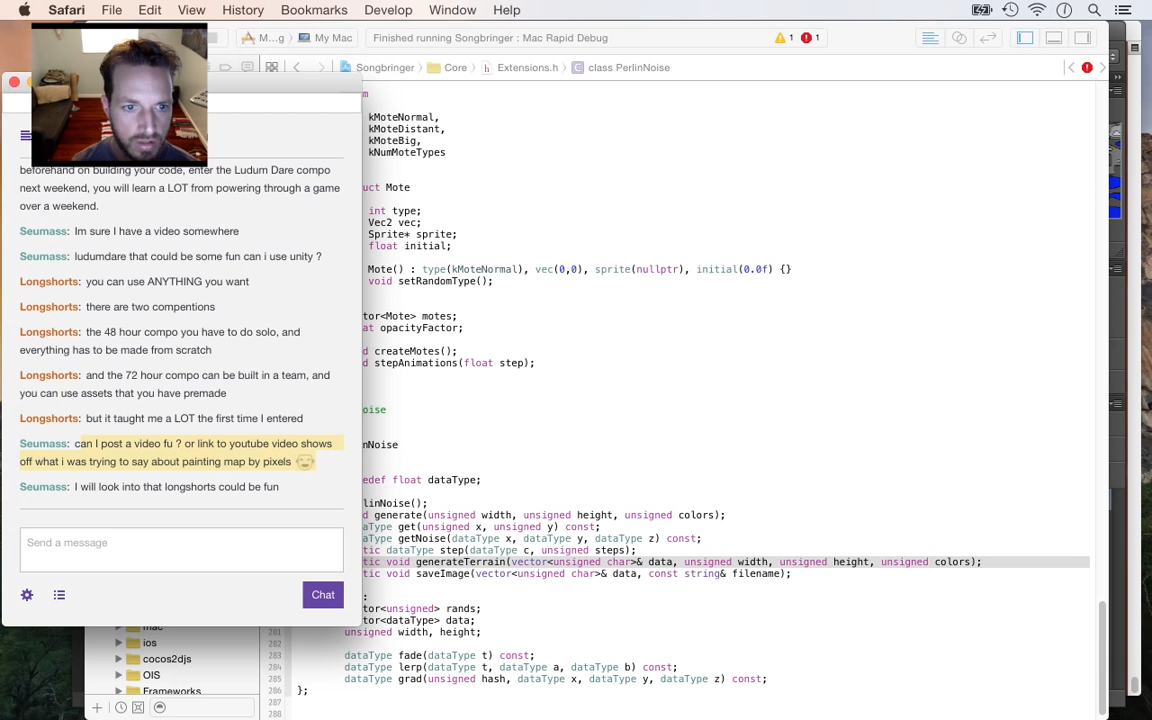 Safari File Edit View History Bookmarks Develop Window Help
M...g My Mac
Finished running Songbringer : Mac Rapid Debug
1 1
Songbringer Core Extensions.h class PerlinNoise
beforehand on building your code, enter the Ludum Dare compo
next weekend, you will learn a LOT from powering through a game
over a weekend.
Seumass: Im sure I have a video somewhere
Seumass: ludumdare that could be some fun can i use unity ?
Longshorts: you can use ANYTHING you want
Longshorts: there are two compentions
Longshorts: the 48 hour compo you have to do solo, and
everything has to be made from scratch
Longshorts: and the 72 hour compo can be built in a team, and
you can use assets that you have premade
Longshorts: but it taught me a LOT the first time I entered
Seumass: can I post a video fu ? or link to youtube video shows
off what i was trying to say about painting map by pixels
Seumass: I will look into that longshorts could be fun
Send a message
Chat
mac
ios
cocos2djs
OIS
Frameworks
m
kMoteNormal,
kMoteDistant,
kMoteBig,
kNumMoteTypes
uct Mote
int type;
Vec2 vec;
Sprite* sprite;
float initial;
Mote() : type(kMoteNormal), vec(0,0), sprite(nullptr), initial(0.0f) {}
void setRandomType();
tor<Mote> motes;
at opacityFactor;
d createMotes();
d stepAnimations(float step);
oise
inNoise
edef float dataType;
linNoise();
d generate(unsigned width, unsigned height, unsigned colors);
aType get(unsigned x, unsigned y) const;
aType getNoise(dataType x, dataType y, dataType z) const;
tic dataType step(dataType c, unsigned steps);
tic void generateTerrain(vector<unsigned char>& data, unsigned width, unsigned height, unsigned colors);
tic void saveImage(vector<unsigned char>& data, const string& filename);
:
tor<unsigned> rands;
tor<dataType> data;
281 unsigned width, height;
282
283 dataType fade(dataType t) const;
284 dataType lerp(dataType t, dataType a, dataType b) const;
285 dataType grad(unsigned hash, dataType x, dataType y, dataType z) const;
286 };
287
288